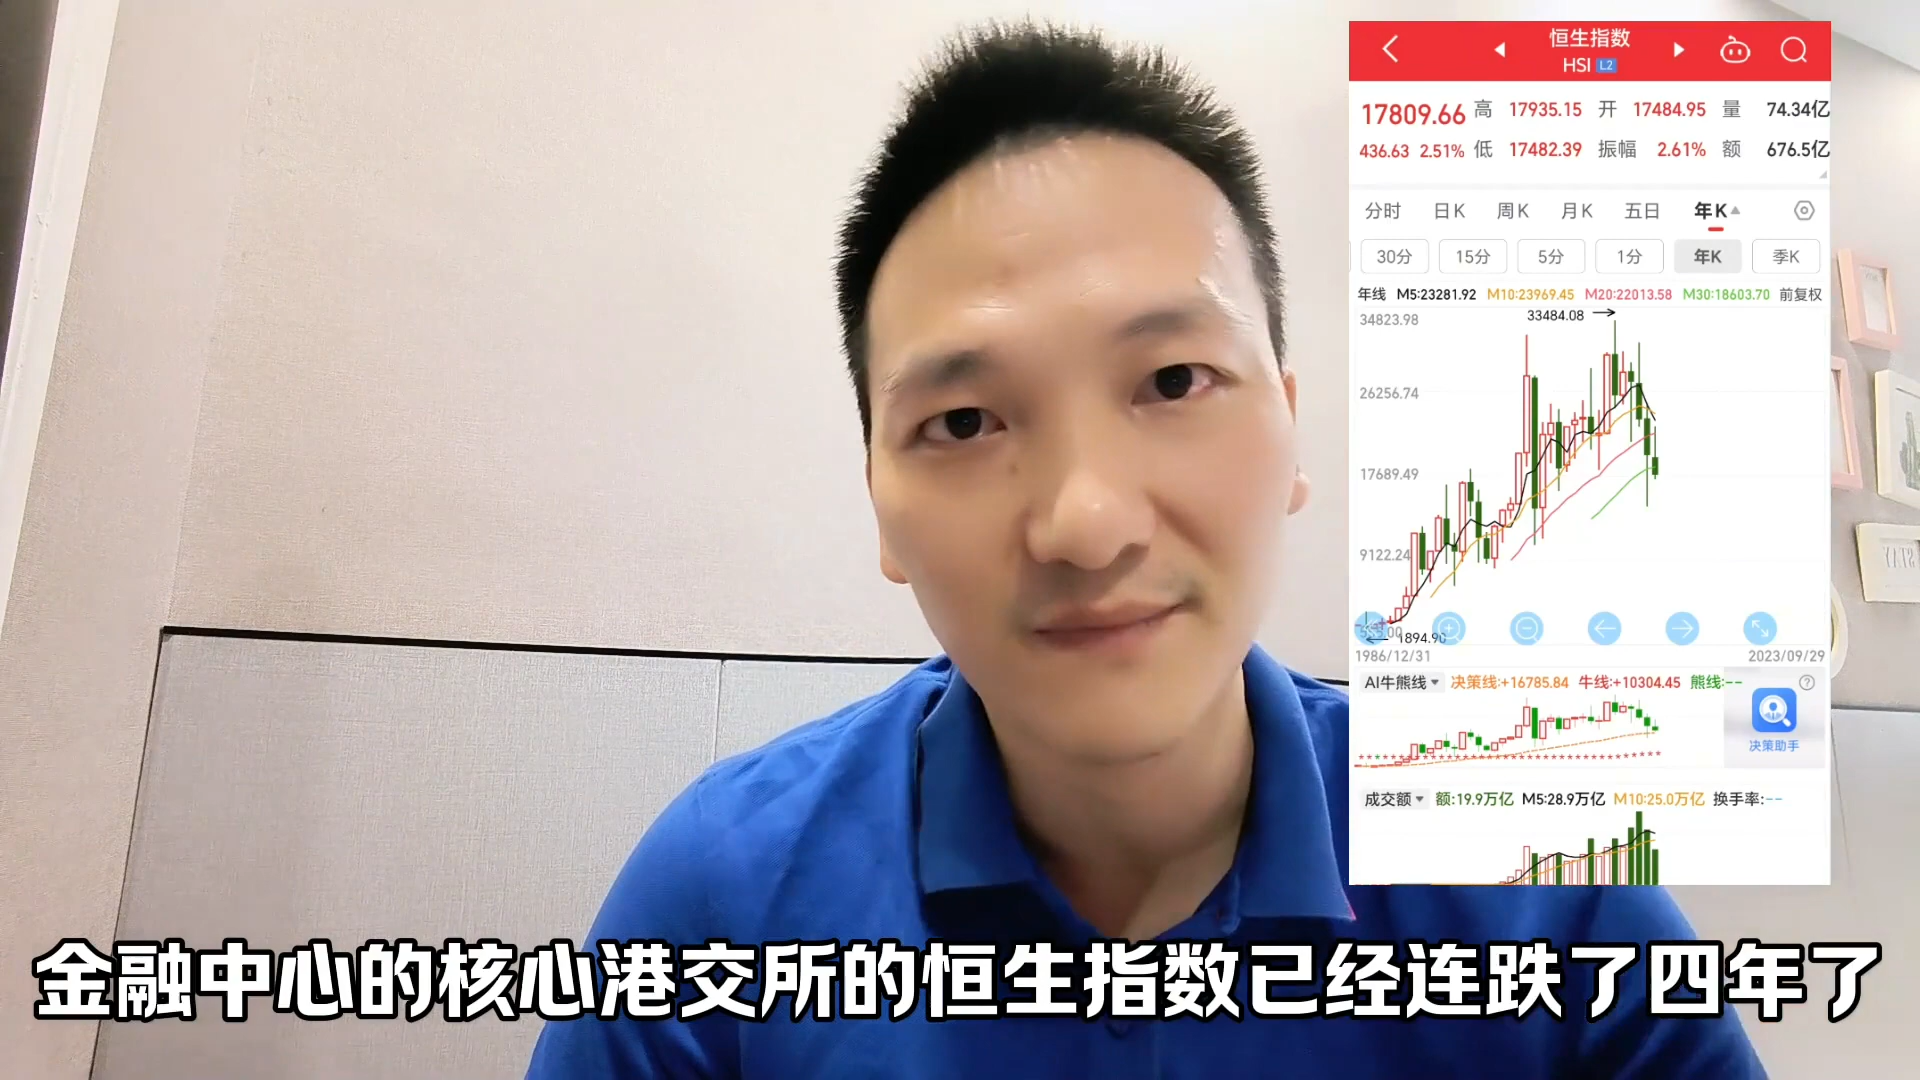 恒生指数
HSI L2
17809.66 高 17935.15 开 17484.95 量 74.34亿
436.63 2.51% 低 17482.39 振幅 2.61% 额 676.5亿
分时 日K 周K 月K 五日 年K
30分 15分 5分 1分 年K 季K
年线 M5:23281.92 M10:23969.45 M20:22013.58 M30:18603.70 前复权
34823.98
33484.08
26256.74
17689.49
9122.24
1894.90
1986/12/31 2023/09/29
AI牛熊线 决策线:+16785.84 牛线:+10304.45 熊线:--
决策助手
成交额 额:19.9万亿 M5:28.9万亿 M10:25.0万亿 换手率:--
金融中心的核心港交所的恒生指数已经连跌了四年了